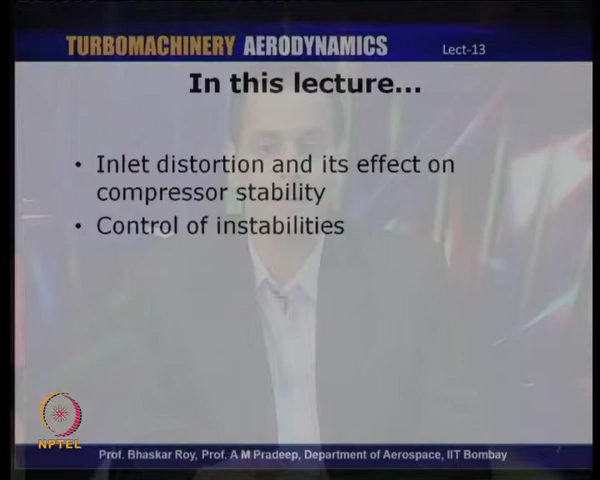 TURBOMACHINERY AERODYNAMICS Lect-13
In this lecture...
• Inlet distortion and its effect on
compressor stability
• Control of instabilities
NPTEL
Prof. Bhaskar Roy, Prof. A M Pradeep, Department of Aerospace, IIT Bombay
2